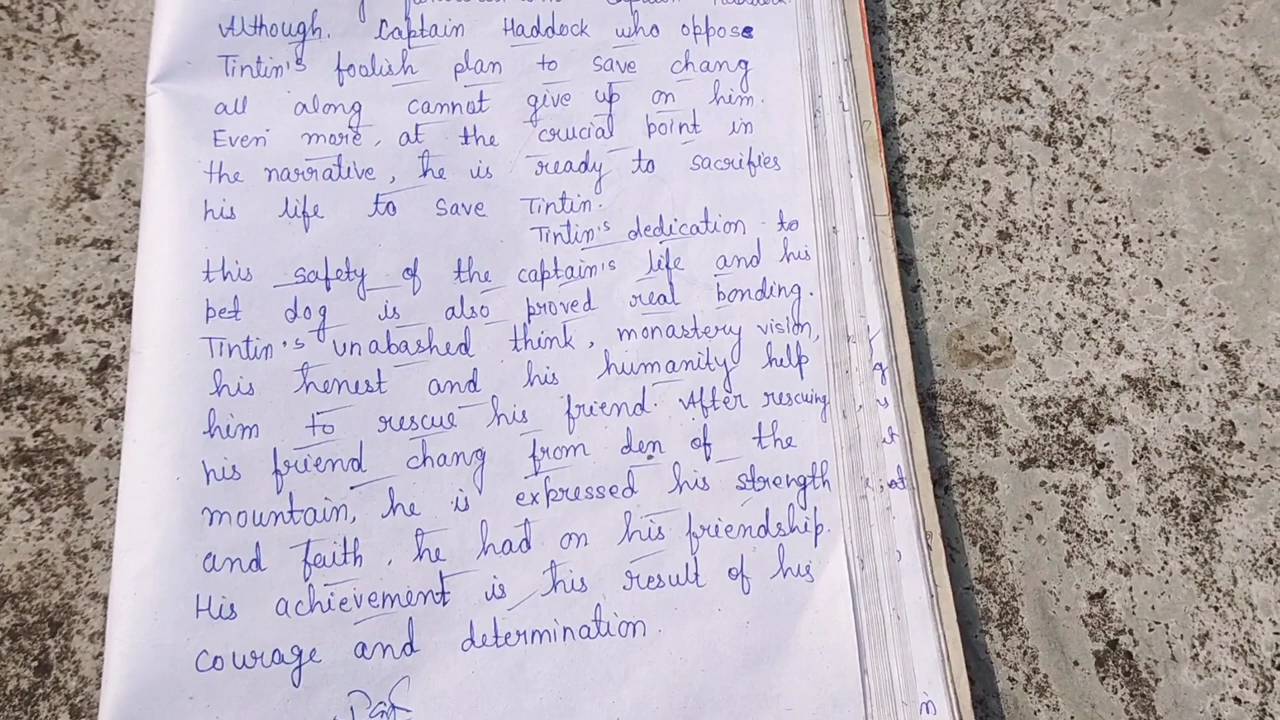 Although. Captain Haddock who oppose
Tintin's foolish plan to save chang
all along cannot give up on him.
Even more, at the crucial point in
the narrative, he is ready to sacrifies
his life to save Tintin.
Tintin's dedication to
this safety of the captain's life and his
pet dog is also proved real bonding.
Tintin's unabashed think, monastery vision,
his henest and his humanity help
him to rescue his friend. After rescuing
his friend chang from den of the
mountain, he is expressed his strength
and faith, he had on his friendship.
His achievement is this result of his
courage and determination.